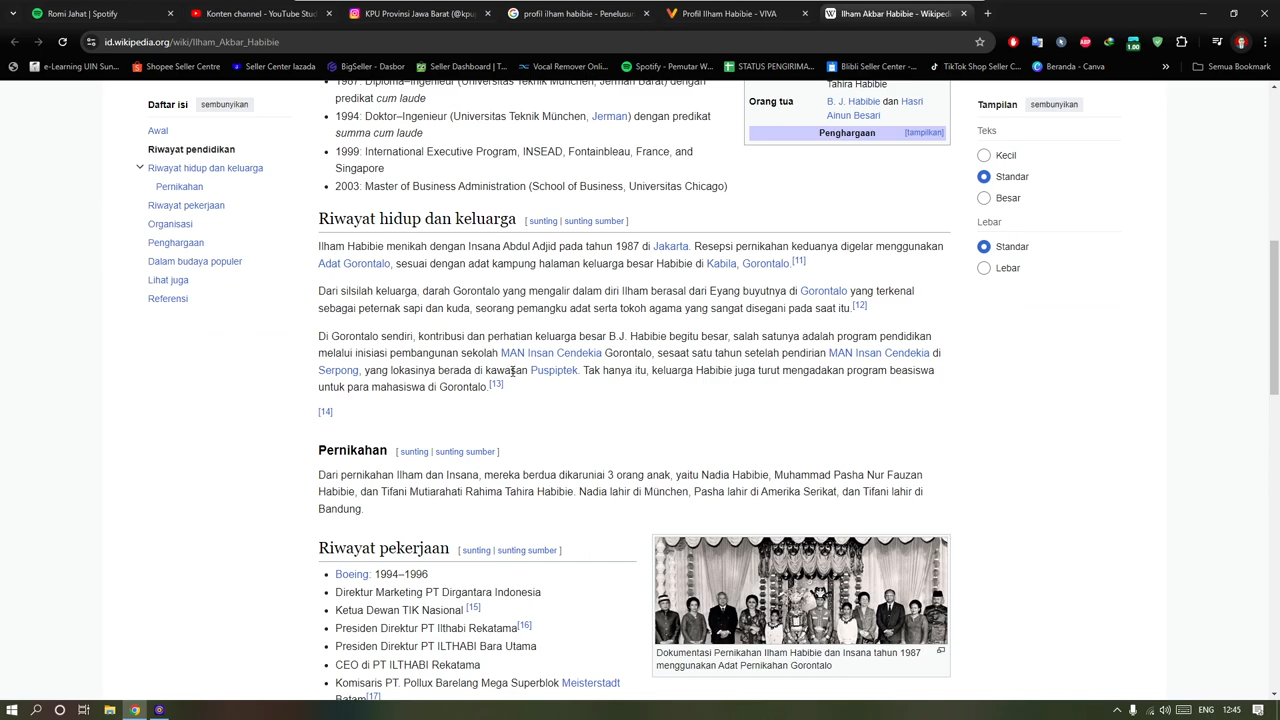 Romi Jahat | Spotify
Konten channel - YouTube Stu
KPU Provinsi Jawa Barat (@kpu
profil ilham habibie - Penelusu
Profil Ilham Habibie - VIVA
Ilham Akbar Habibie - Wikipedi
id.wikipedia.org/wiki/Ilham_Akbar_Habibie
e-Learning UIN Sun...
Shopee Seller Centre
Seller Center lazada
BigSeller - Dasbor
Seller Dashboard | T...
Vocal Remover Onli...
Spotify - Pemutar W...
STATUS PENGIRIMA...
Blibli Seller Center -...
TikTok Shop Seller C...
Beranda - Canva
Semua Bookmark
Daftar isi sembunyikan
Awal
Riwayat pendidikan
Riwayat hidup dan keluarga
Pernikahan
Riwayat pekerjaan
Organisasi
Penghargaan
Dalam budaya populer
Lihat juga
Referensi
1987: Diploma–Ingenieur (Universitas Teknik München, Jerman Barat) dengan
predikat cum laude
1994: Doktor–Ingenieur (Universitas Teknik München, Jerman) dengan predikat
summa cum laude
1999: International Executive Program, INSEAD, Fontainbleau, France, and
Singapore
2003: Master of Business Administration (School of Business, Universitas Chicago)
Tahira Habibie
Orang tua B. J. Habibie dan Hasri
Ainun Besari
Penghargaan [tampilkan]
Riwayat hidup dan keluarga [ sunting | sunting sumber ]
Ilham Habibie menikah dengan Insana Abdul Adjid pada tahun 1987 di Jakarta. Resepsi pernikahan keduanya digelar menggunakan
Adat Gorontalo, sesuai dengan adat kampung halaman keluarga besar Habibie di Kabila, Gorontalo.[11]
Dari silsilah keluarga, darah Gorontalo yang mengalir dalam diri Ilham berasal dari Eyang buyutnya di Gorontalo yang terkenal
sebagai peternak sapi dan kuda, seorang pemangku adat serta tokoh agama yang sangat disegani pada saat itu.[12]
Di Gorontalo sendiri, kontribusi dan perhatian keluarga besar B.J. Habibie begitu besar, salah satunya adalah program pendidikan
melalui inisiasi pembangunan sekolah MAN Insan Cendekia Gorontalo, sesaat satu tahun setelah pendirian MAN Insan Cendekia di
Serpong, yang lokasinya berada di kawasan Puspiptek. Tak hanya itu, keluarga Habibie juga turut mengadakan program beasiswa
untuk para mahasiswa di Gorontalo.[13]
[14]
Pernikahan [ sunting | sunting sumber ]
Dari pernikahan Ilham dan Insana, mereka berdua dikaruniai 3 orang anak, yaitu Nadia Habibie, Muhammad Pasha Nur Fauzan
Habibie, dan Tifani Mutiarahati Rahima Tahira Habibie. Nadia lahir di München, Pasha lahir di Amerika Serikat, dan Tifani lahir di
Bandung.
Riwayat pekerjaan [ sunting | sunting sumber ]
Boeing: 1994–1996
Direktur Marketing PT Dirgantara Indonesia
Ketua Dewan TIK Nasional [15]
Presiden Direktur PT Ilthabi Rekatama[16]
Presiden Direktur PT ILTHABI Bara Utama
CEO di PT ILTHABI Rekatama
Komisaris PT. Pollux Barelang Mega Superblok Meisterstadt
Batam[17]
Dokumentasi Pernikahan Ilham Habibie dan Insana tahun 1987
menggunakan Adat Pernikahan Gorontalo
Tampilan sembunyikan
Teks
Kecil
Standar
Besar
Lebar
Standar
Lebar
1.00
12:45